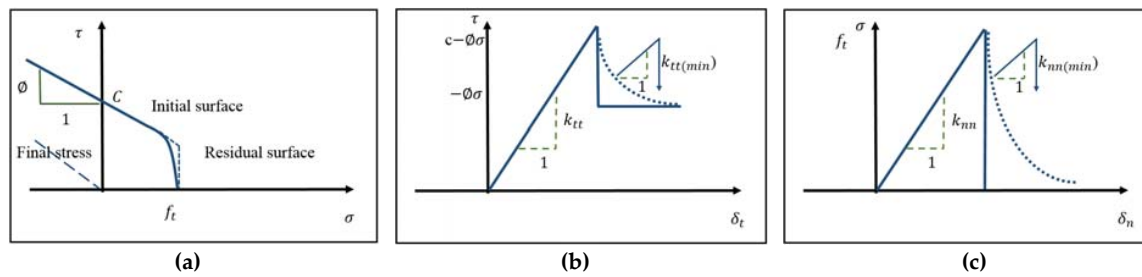 τ
∅
1
C
Initial surface
Final stress
Residual surface
f_t
σ
(a)
τ
c−∅σ
k_tt(min)
1
−∅σ
k_tt
1
δ_t
(b)
σ
f_t
k_nn(min)
1
k_nn
1
δ_n
(c)